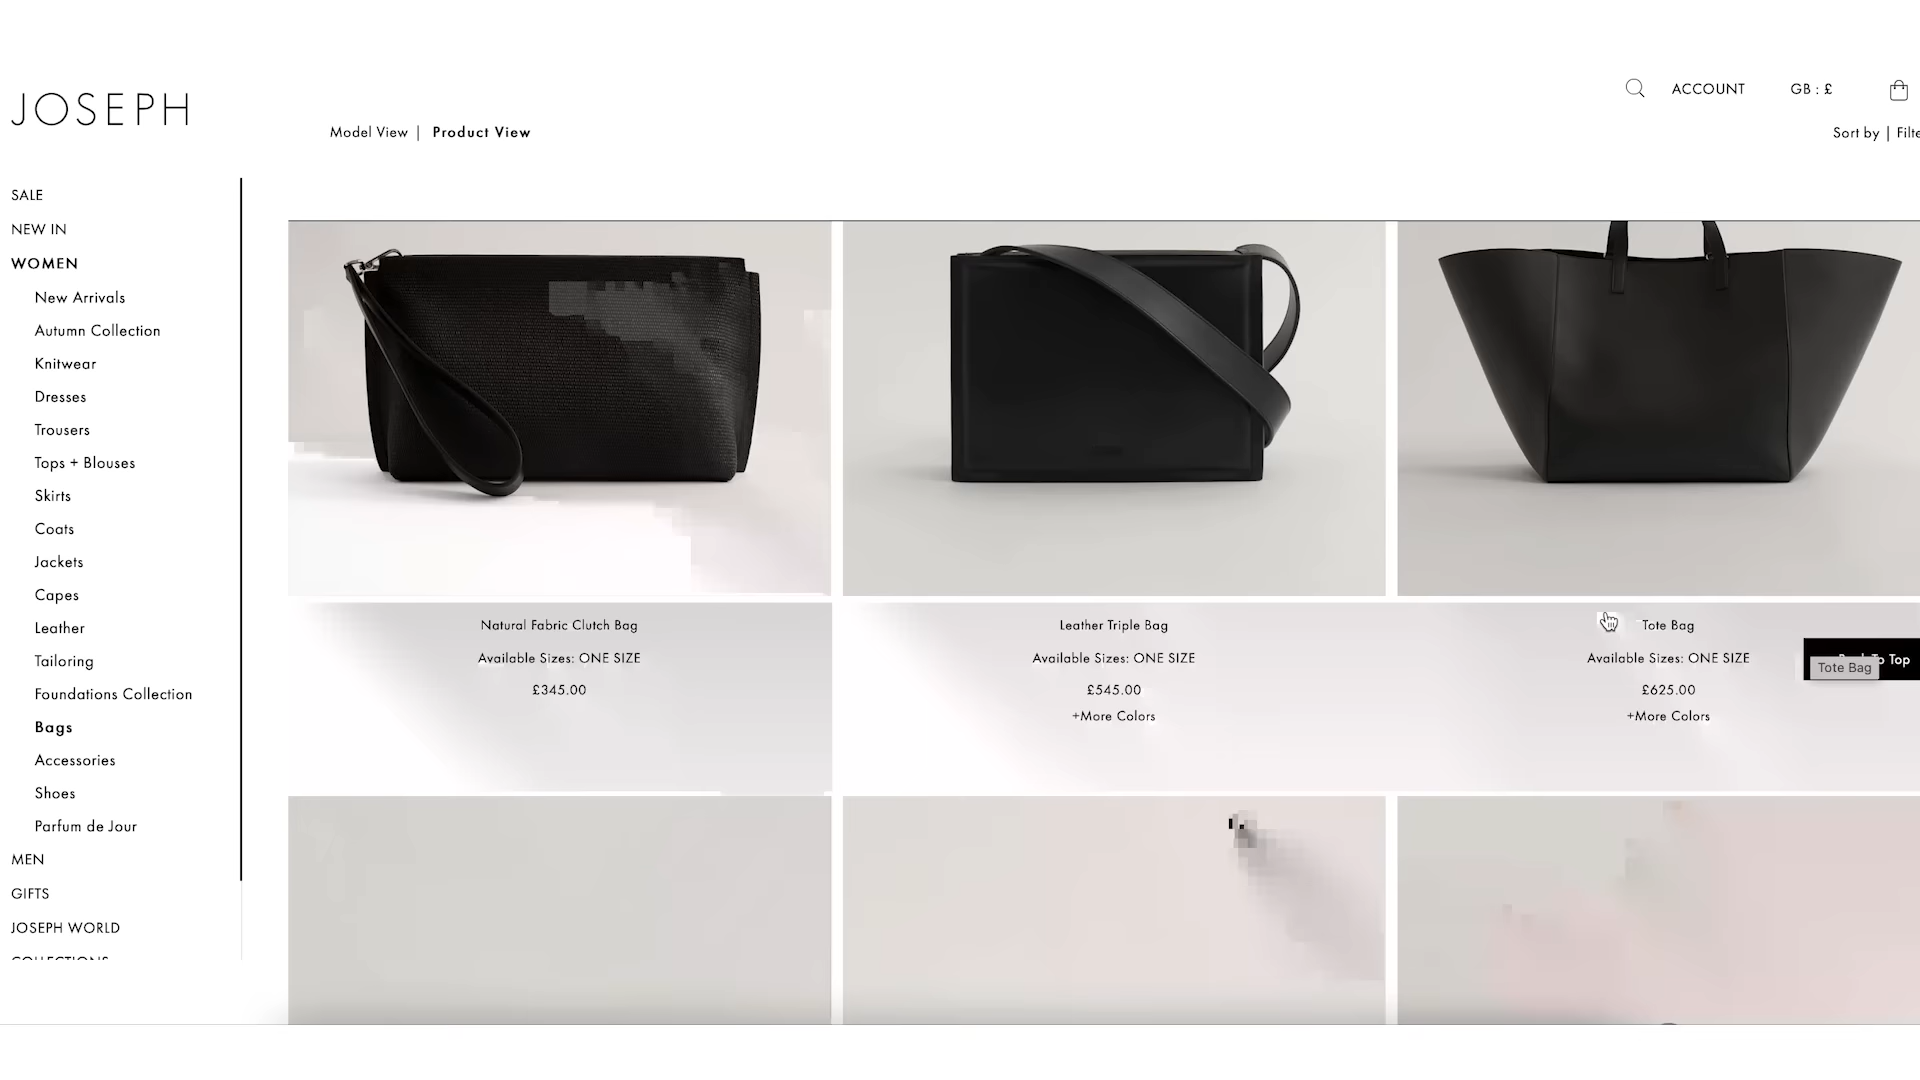 JOSEPH
ACCOUNT
GB : £
Model View | Product View
Sort by |
SALE
NEW IN
WOMEN
New Arrivals
Autumn Collection
Knitwear
Dresses
Trousers
Tops + Blouses
Skirts
Coats
Jackets
Capes
Leather
Tailoring
Foundations Collection
Bags
Accessories
Shoes
Parfum de Jour
MEN
GIFTS
JOSEPH WORLD
Natural Fabric Clutch Bag
Available Sizes: ONE SIZE
£345.00
Leather Triple Bag
Available Sizes: ONE SIZE
£545.00
+More Colors
Tote Bag
Available Sizes: ONE SIZE
£625.00
+More Colors
To Top
Tote Bag